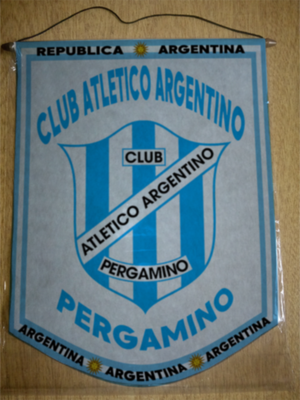 REPUBLICA ARGENTINA
CLUB ATLETICO ARGENTINO
CLUB
ATLETICO ARGENTINO
PERGAMINO
PERGAMINO
ARGENTINA ARGENTINA ARGENTINA